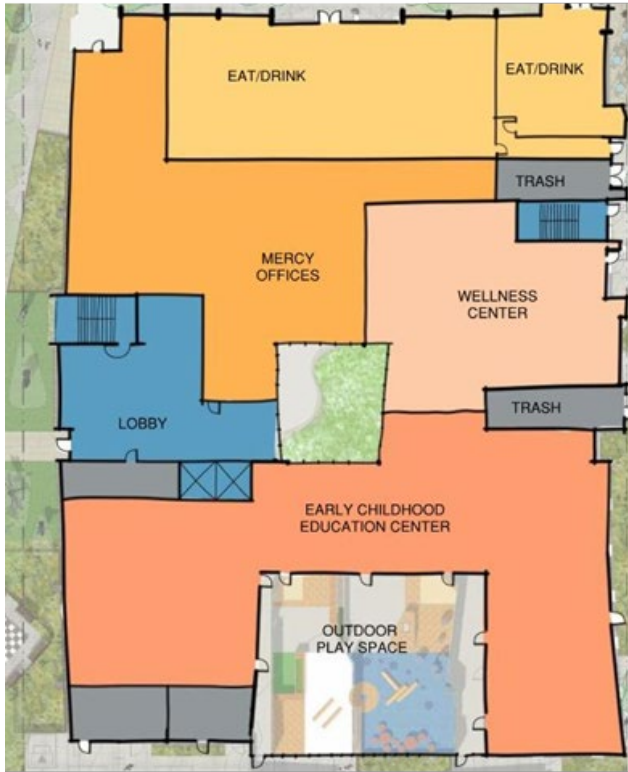 EAT/DRINK
EAT/DRINK
TRASH
MERCY
OFFICES
WELLNESS
CENTER
TRASH
LOBBY
EARLY CHILDHOOD
EDUCATION CENTER
OUTDOOR
PLAY SPACE